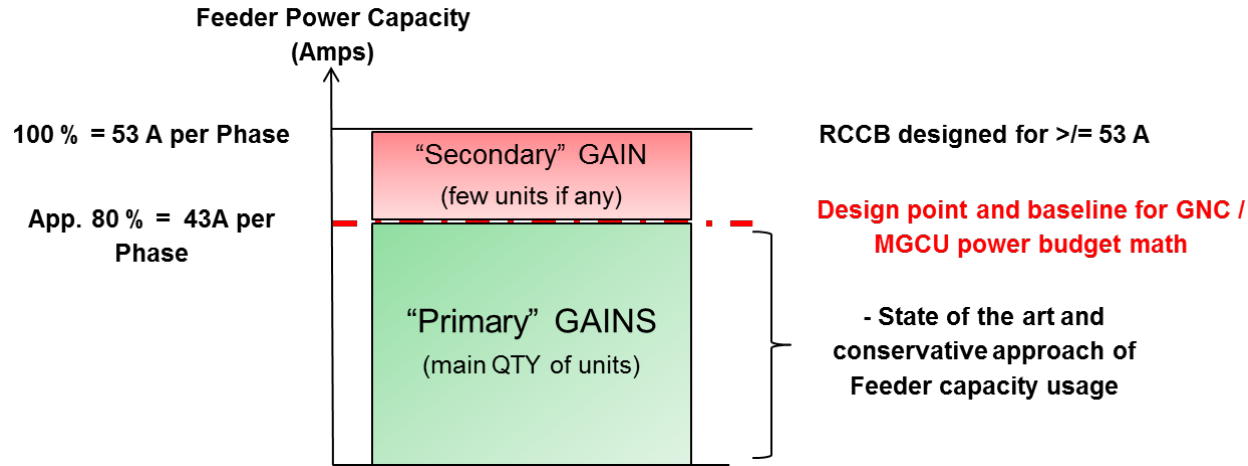 Feeder Power Capacity
(Amps)
100 % = 53 A per Phase
"Secondary" GAIN
(few units if any)
RCCB designed for >/= 53 A
App. 80 % = 43A per
Phase
Design point and baseline for GNC /
MGCU power budget math
"Primary" GAINS
(main QTY of units)
- State of the art and
conservative approach of
Feeder capacity usage